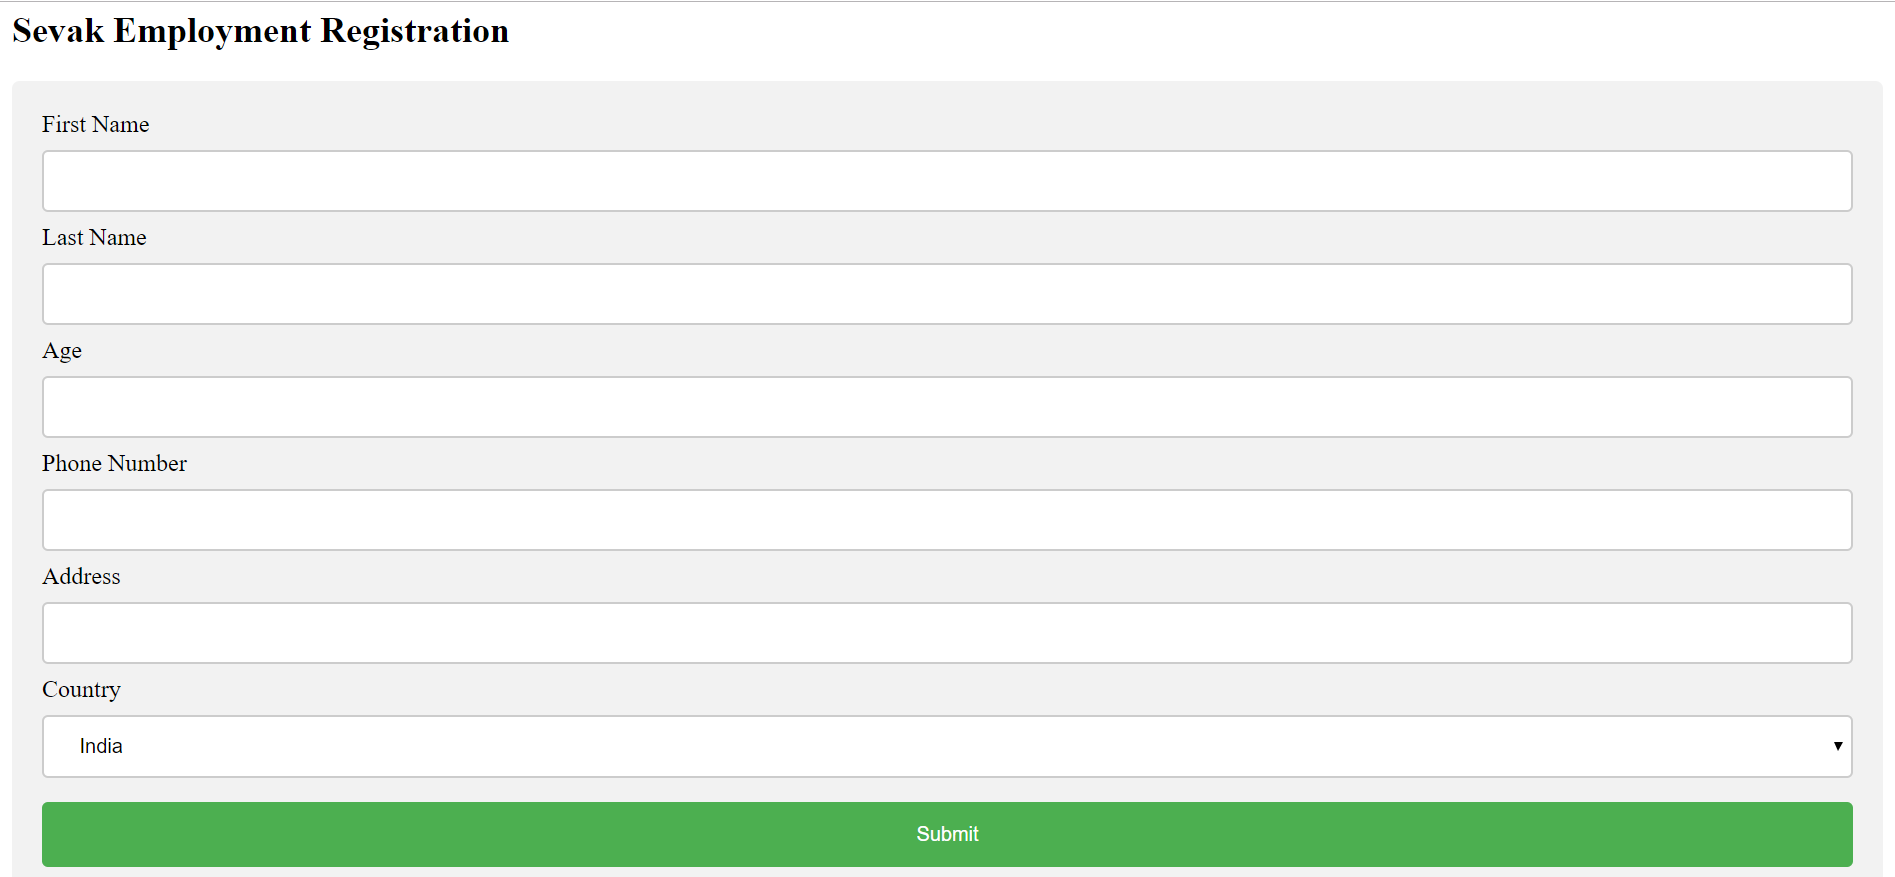 Sevak Employment Registration
First Name
Last Name
Age
Phone Number
Address
Country
India
Submit